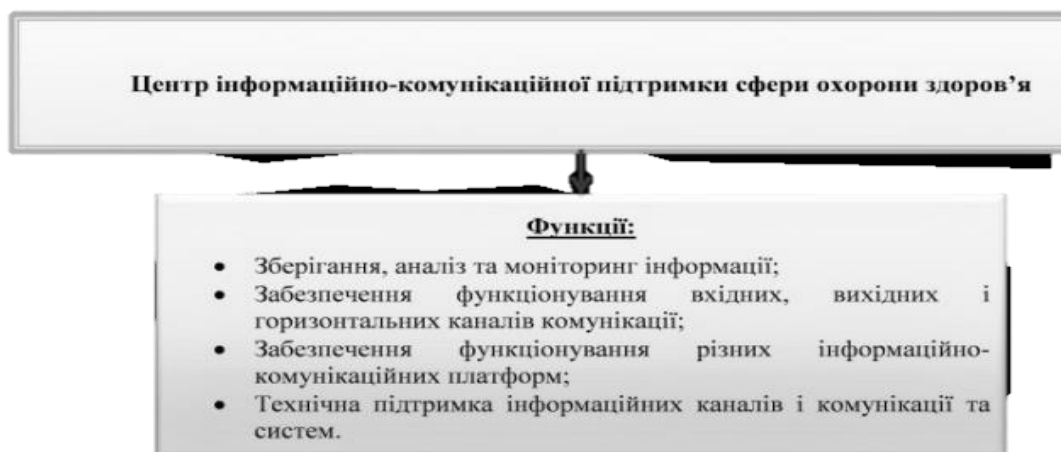 Центр інформаційно-комунікаційної підтримки сфери охорони здоров’я
Функції:
• Зберігання, аналіз та моніторинг інформації;
• Забезпечення функціонування вхідних, вихідних і
горизонтальних каналів комунікації;
• Забезпечення функціонування різних інформаційно-
комунікаційних платформ;
• Технічна підтримка інформаційних каналів і комунікації та
систем.